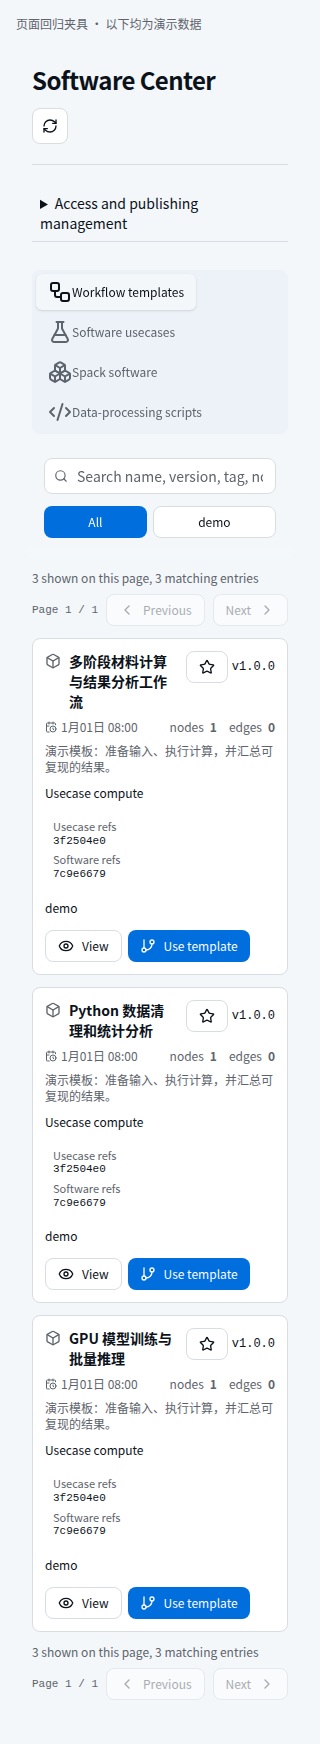 页面回归夹具 · 以下均为演示数据
Software Center
Access and publishing
management
Workflow templates
Software usecases
Spack software
Data-processing scripts
Search name, version, tag, no
All
demo
3 shown on this page, 3 matching entries
Page 1 / 1
Previous
Next
多阶段材料计算
与结果分析工作
流
v1.0.0
1月01日 08:00
nodes 1
edges 0
演示模板：准备输入、执行计算，并汇总可
复现的结果。
Usecase compute
Usecase refs
3f2504e0
Software refs
7c9e6679
demo
View
Use template
Python 数据清
理和统计分析
v1.0.0
1月01日 08:00
nodes 1
edges 0
演示模板：准备输入、执行计算，并汇总可
复现的结果。
Usecase compute
Usecase refs
3f2504e0
Software refs
7c9e6679
demo
View
Use template
GPU 模型训练与
批量推理
v1.0.0
1月01日 08:00
nodes 1
edges 0
演示模板：准备输入、执行计算，并汇总可
复现的结果。
Usecase compute
Usecase refs
3f2504e0
Software refs
7c9e6679
demo
View
Use template
3 shown on this page, 3 matching entries
Page 1 / 1
Previous
Next